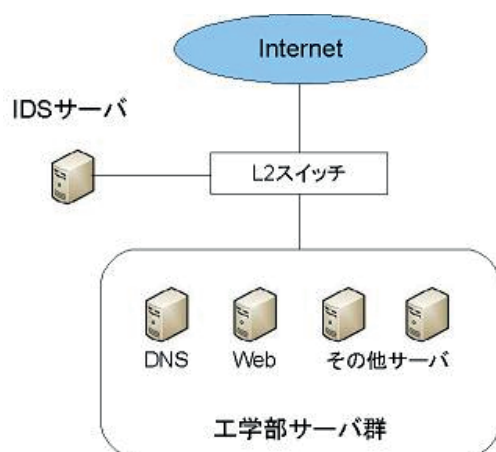 Internet
IDSサーバ
L2スイッチ
DNS
Web
その他サーバ
工学部サーバ群